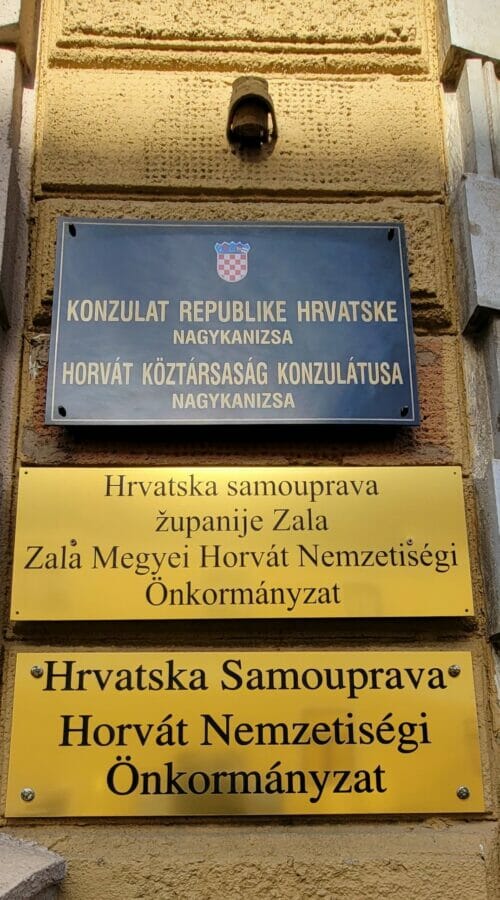 KONZULAT REPUBLIKE HRVATSKE
NAGYKANIZSA
HORVÁT KÖZTÁRSASÁG KONZULÁTUSA
NAGYKANIZSA
Hrvatska samouprava
županije Zala
Zala Megyei Horvát Nemzetiségi
Önkormányzat
Hrvatska Samouprava
Horvát Nemzetiségi
Önkormányzat